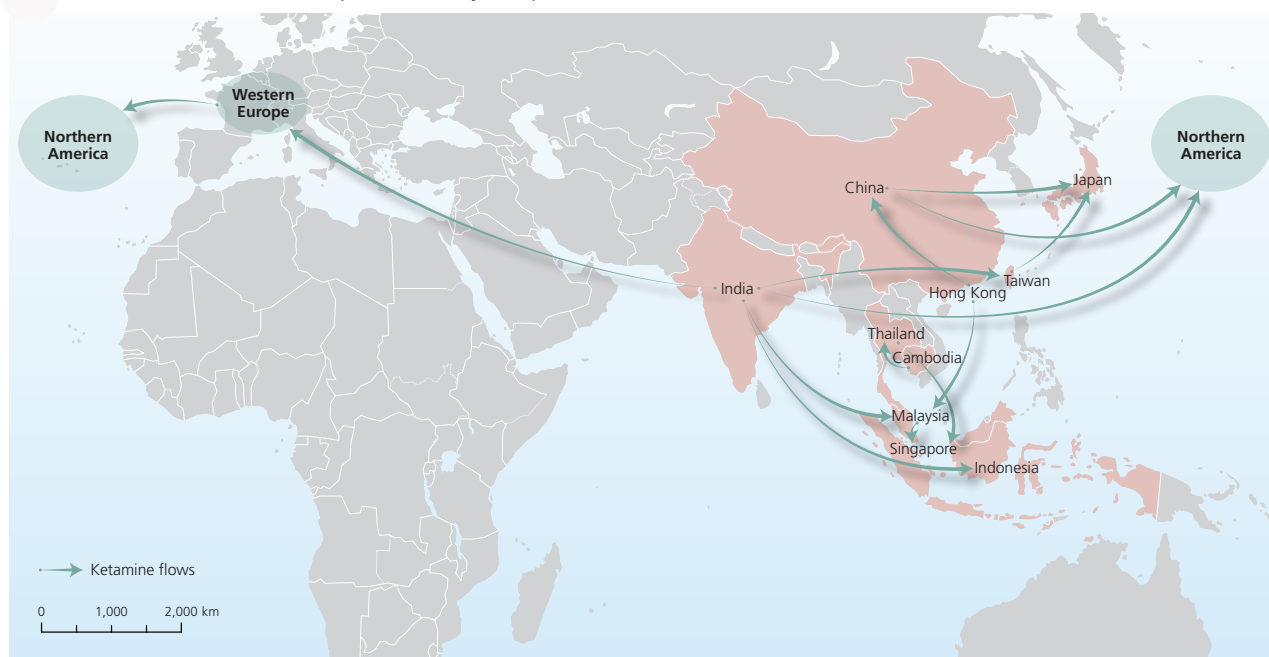 Western
Europe
Northern
America
Northern
America
China
Japan
India
Taiwan
Hong Kong
Thailand
Cambodia
Malaysia
Singapore
Indonesia
Ketamine flows
0 1,000 2,000 km